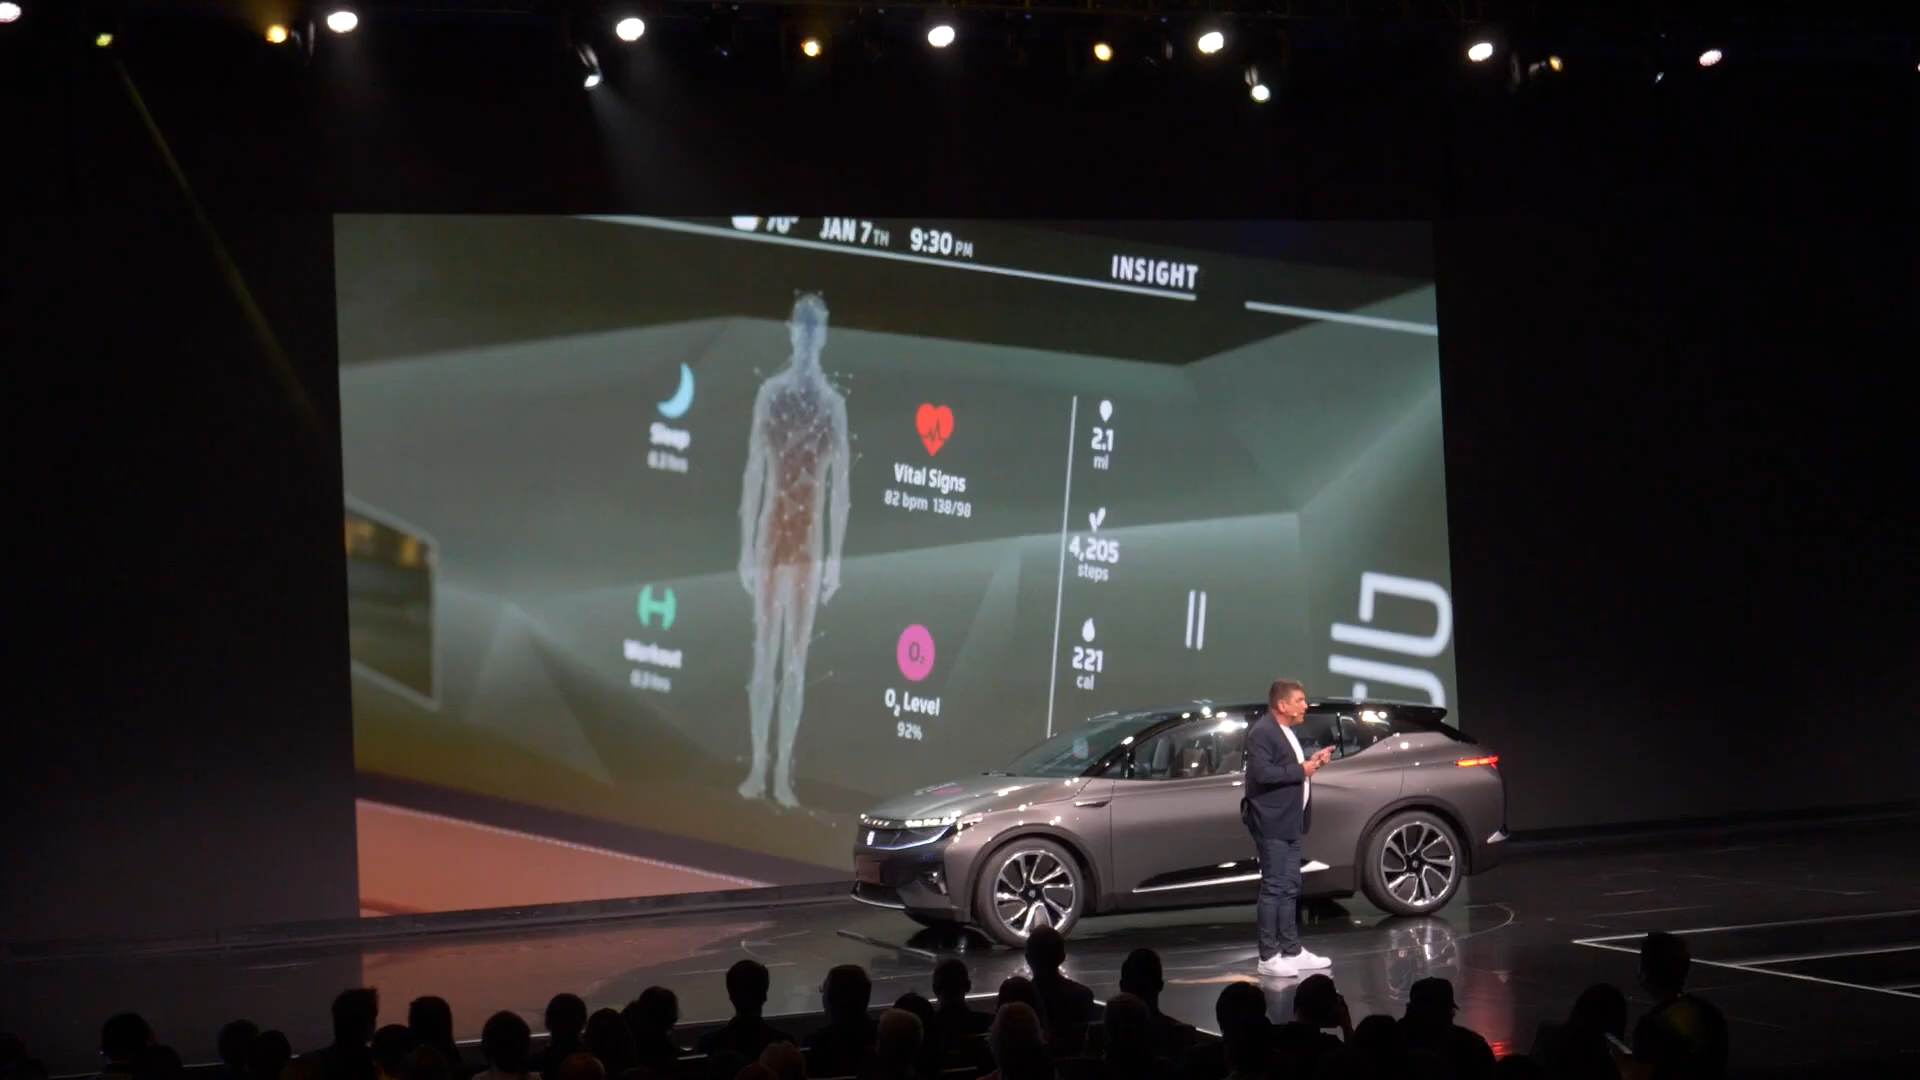 70°
JAN 7TH
9:30 PM
INSIGHT
Sleep
Vital Signs
82 bpm 138/98
Workout
O₂
O₂ Level
92%
2.1
mi
4,205
steps
221
cal